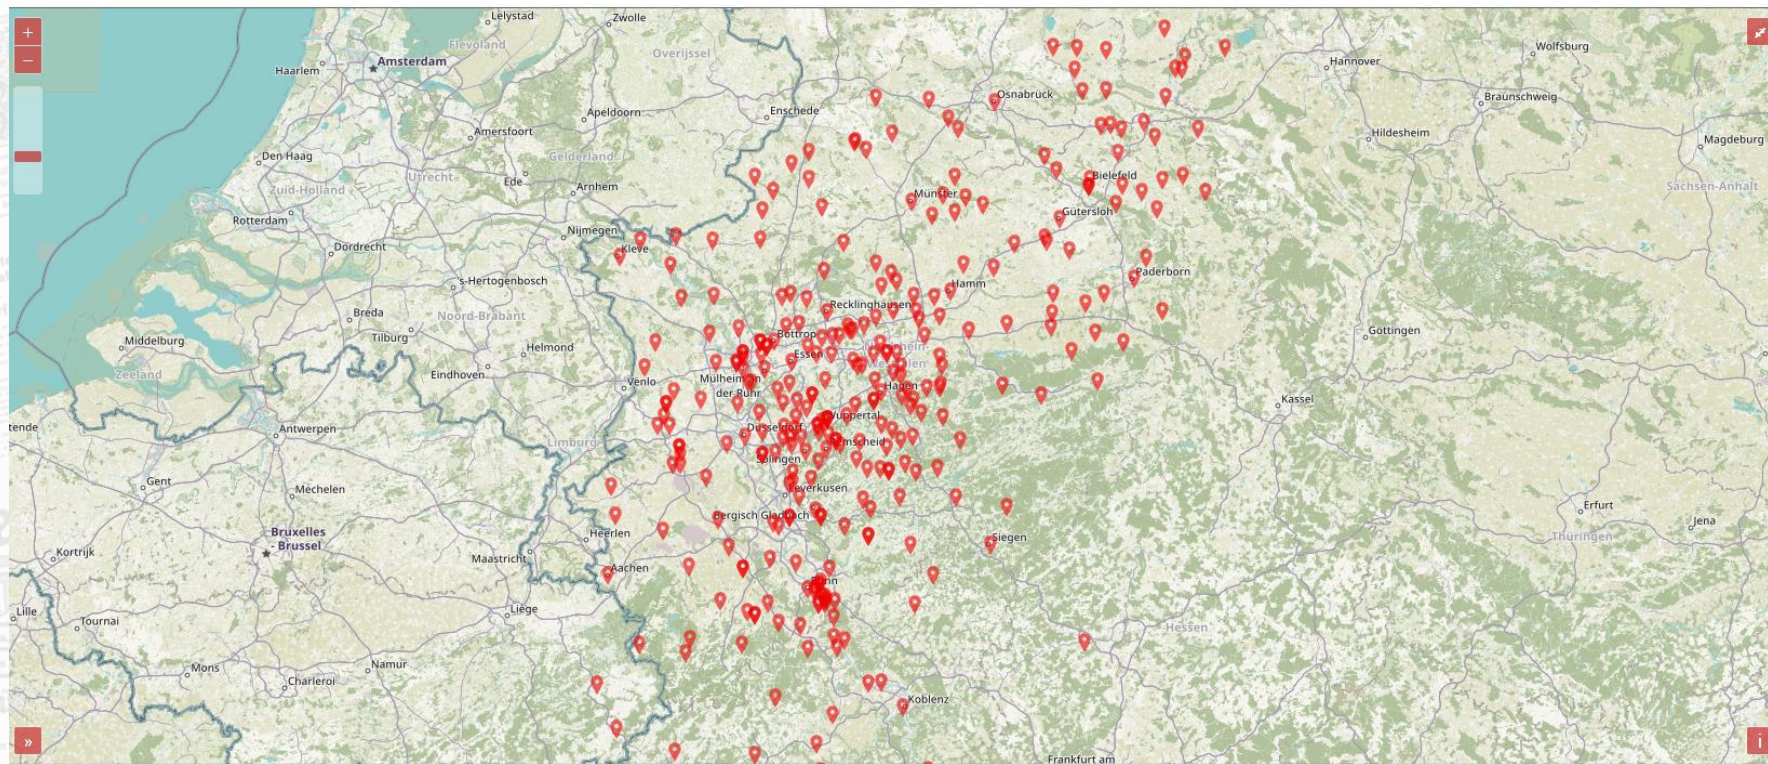 +
−
»
i
Lelystad
Zwolle
Flevoland
Overijssel
Wolfsburg
Haarlem
Amsterdam
Hannover
Osnabrück
Braunschweig
Enschede
Apeldoorn
Amersfoort
Hildesheim
Magdeburg
Den Haag
Gelderland
Utrecht
Ede
Arnhem
Bielefeld
Zuid-Holland
Sachsen-Anhalt
Münster
Rotterdam
Gütersloh
Nijmegen
Dordrecht
Kleve
Paderborn
's-Hertogenbosch
Hamm
Recklinghausen
Breda
Noord-Brabant
Tilburg
Bottrop
Göttingen
Middelburg
Helmond
Essen
Zeeland
Eindhoven
Venlo
Mülheim an
der Ruhr
Hagen
Kassel
Wuppertal
tende
Antwerpen
Düsseldorf
Limburg
Remscheid
Solingen
Gent
Mechelen
Leverkusen
Erfurt
Bergisch Gladbach
Jena
Bruxelles
- Brussel
Heerlen
Siegen
Thüringen
Kortrijk
Maastricht
Aachen
Bonn
Lille
Tournai
Liège
Hessen
Mons
Namur
Charleroi
Koblenz
Frankfurt am